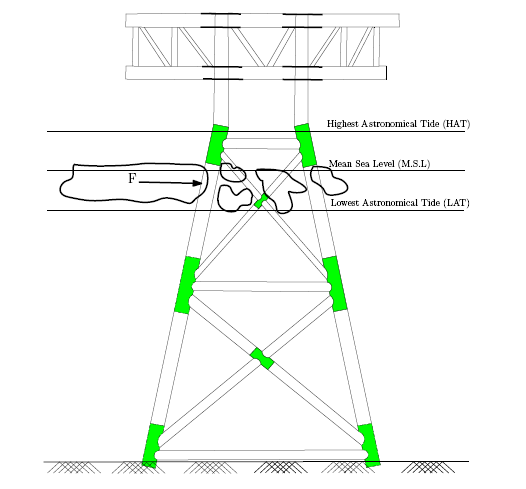 Highest Astronomical Tide (HAT)
Mean Sea Level (M.S.L)
F
Lowest Astronomical Tide (LAT)